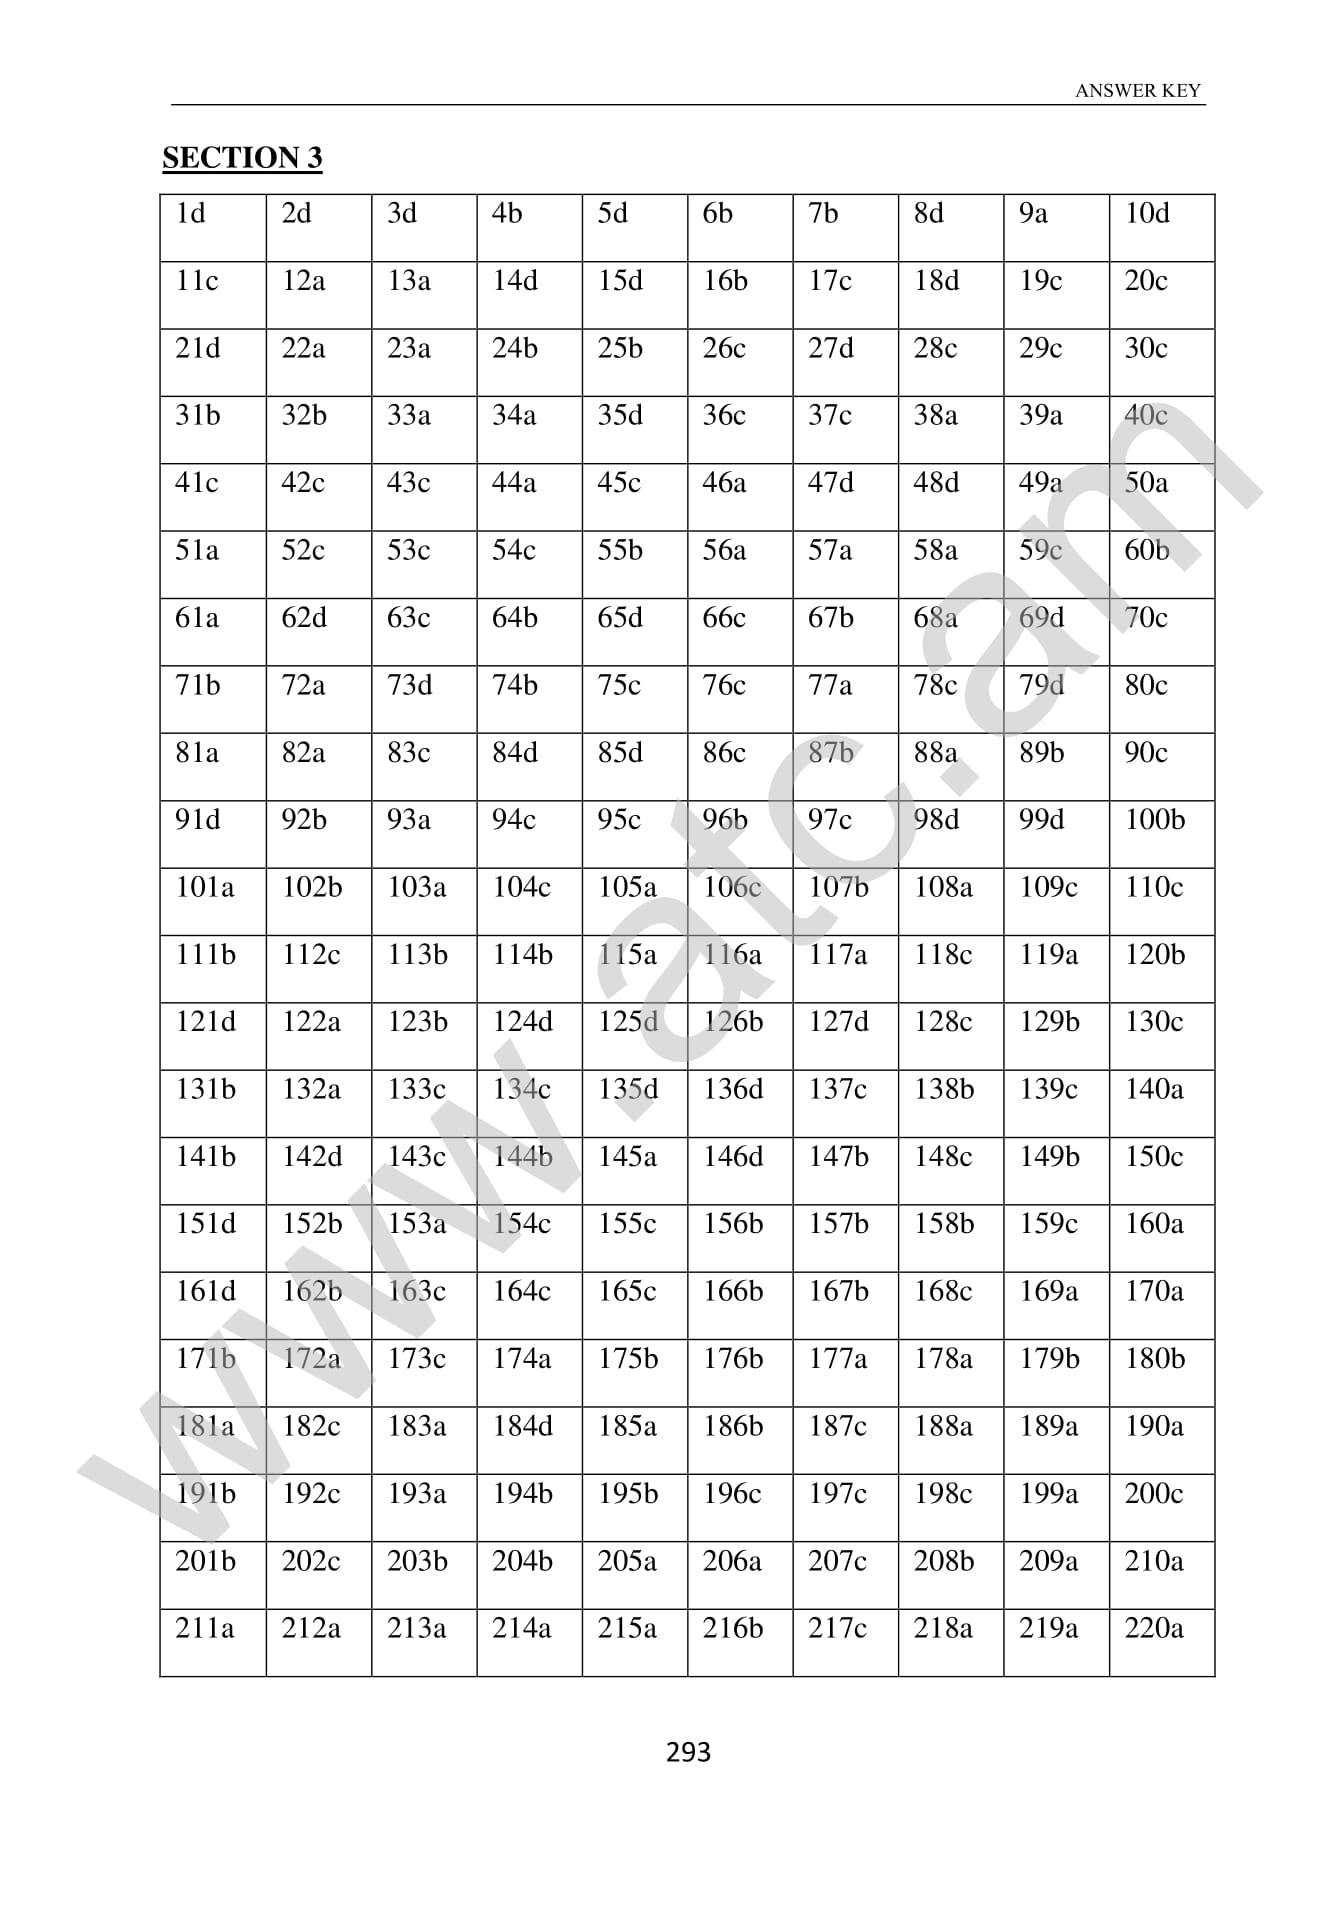 ANSWER KEY
SECTION 3
1d 2d 3d 4b 5d 6b 7b 8d 9a 10d
11c 12a 13a 14d 15d 16b 17c 18d 19c 20c
21d 22a 23a 24b 25b 26c 27d 28c 29c 30c
31b 32b 33a 34a 35d 36c 37c 38a 39a 40c
41c 42c 43c 44a 45c 46a 47d 48d 49a 50a
51a 52c 53c 54c 55b 56a 57a 58a 59c 60b
61a 62d 63c 64b 65d 66c 67b 68a 69d 70c
71b 72a 73d 74b 75c 76c 77a 78c 79d 80c
81a 82a 83c 84d 85d 86c 87b 88a 89b 90c
91d 92b 93a 94c 95c 96b 97c 98d 99d 100b
101a 102b 103a 104c 105a 106c 107b 108a 109c 110c
111b 112c 113b 114b 115a 116a 117a 118c 119a 120b
121d 122a 123b 124d 125d 126b 127d 128c 129b 130c
131b 132a 133c 134c 135d 136d 137c 138b 139c 140a
141b 142d 143c 144b 145a 146d 147b 148c 149b 150c
151d 152b 153a 154c 155c 156b 157b 158b 159c 160a
161d 162b 163c 164c 165c 166b 167b 168c 169a 170a
171b 172a 173c 174a 175b 176b 177a 178a 179b 180b
181a 182c 183a 184d 185a 186b 187c 188a 189a 190a
191b 192c 193a 194b 195b 196c 197c 198c 199a 200c
201b 202c 203b 204b 205a 206a 207c 208b 209a 210a
211a 212a 213a 214a 215a 216b 217c 218a 219a 220a
www.atc.am
293